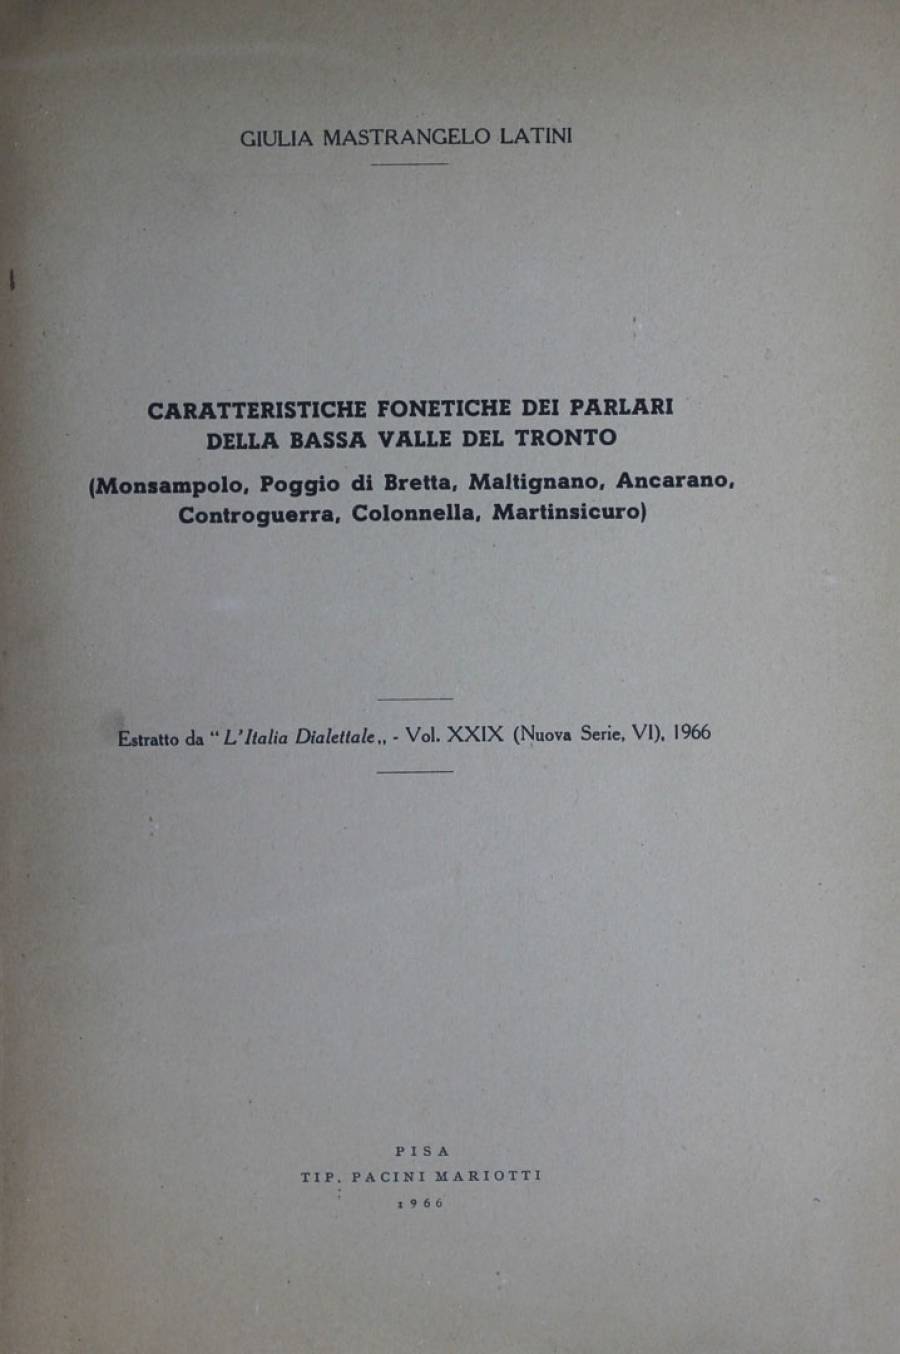 GIULIA MASTRANGELO LATINI
CARATTERISTICHE FONETICHE DEI PARLARI
DELLA BASSA VALLE DEL TRONTO
(Monsampolo, Poggio di Bretta, Maltignano, Ancarano,
Controguerra, Colonnella, Martinsicuro)
Estratto da “ L'Italia Dialettale „ - Vol. XXIX (Nuova Serie, VI), 1966
PISA
TIP. PACINI MARIOTTI
1966